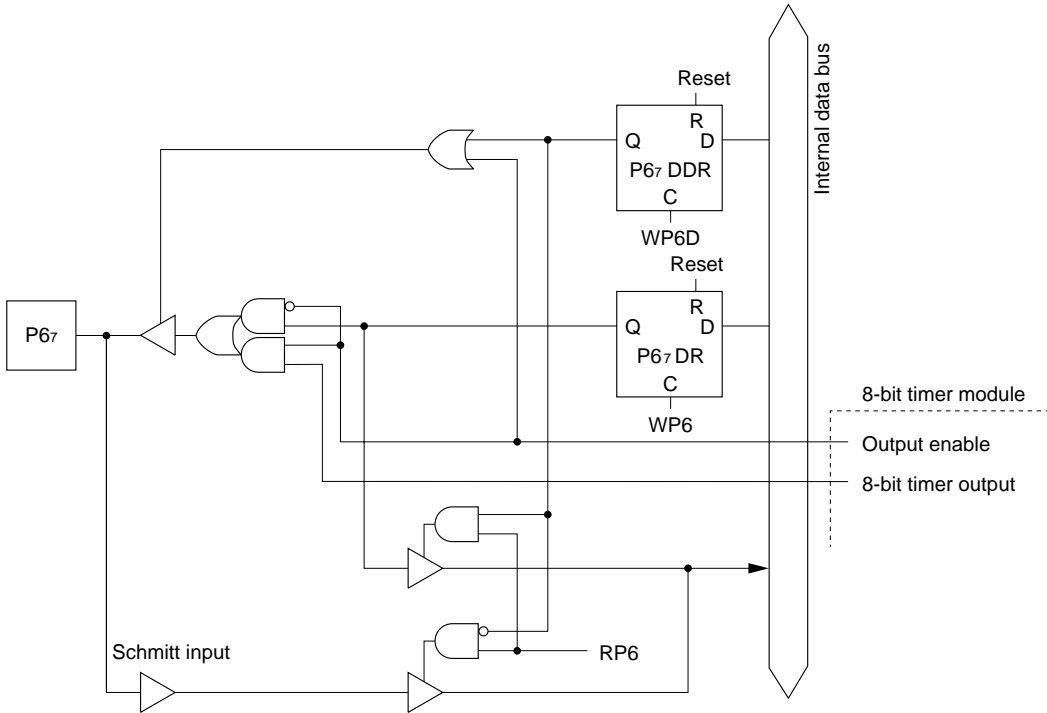 Reset
R
Q
D
P6₇ DDR
C
WP6D
Internal data bus
Reset
R
Q
D
P6₇
P6₇ DR
C
WP6
8-bit timer module
Output enable
8-bit timer output
Schmitt input
RP6